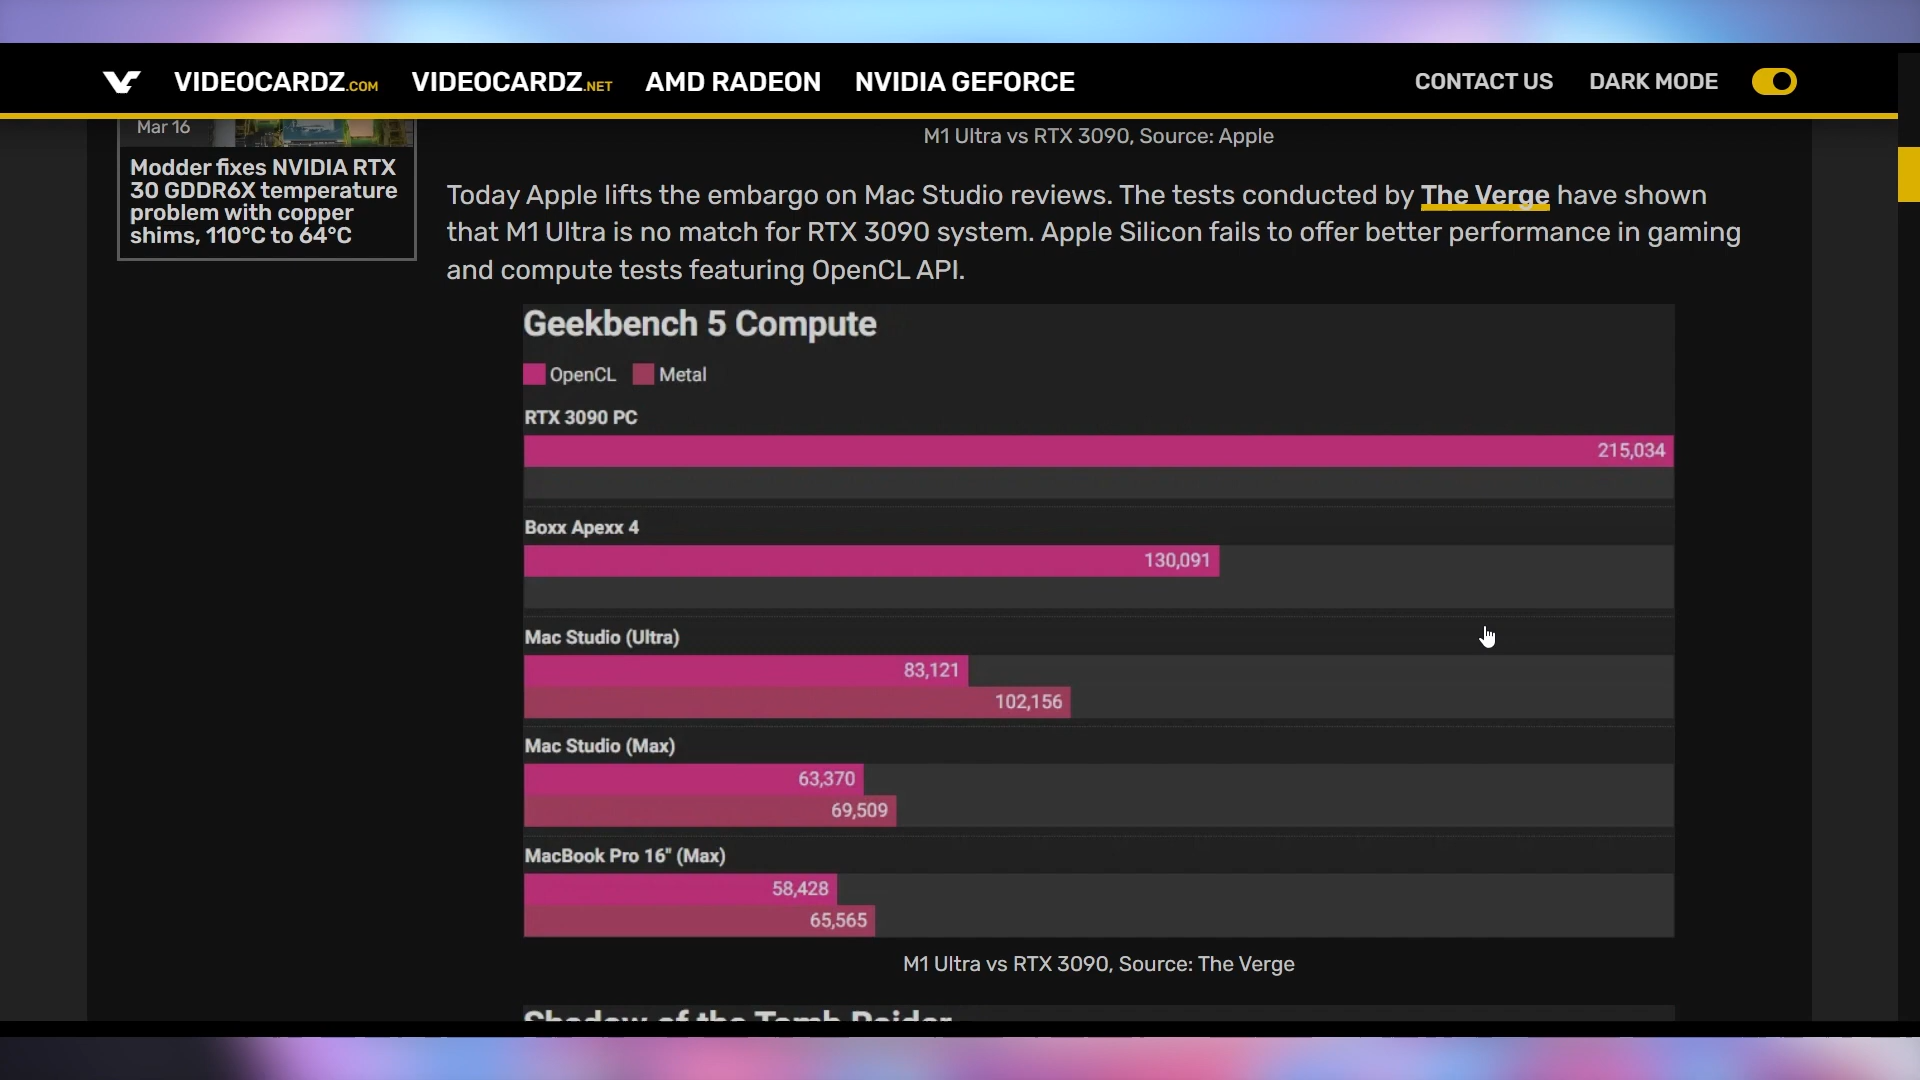 VIDEOCARDZ.COM VIDEOCARDZ.NET AMD RADEON NVIDIA GEFORCE CONTACT US DARK MODE
Mar 16
Modder fixes NVIDIA RTX
30 GDDR6X temperature
problem with copper
shims, 110°C to 64°C
M1 Ultra vs RTX 3090, Source: Apple
Today Apple lifts the embargo on Mac Studio reviews. The tests conducted by The Verge have shown
that M1 Ultra is no match for RTX 3090 system. Apple Silicon fails to offer better performance in gaming
and compute tests featuring OpenCL API.
Geekbench 5 Compute
OpenCL Metal
RTX 3090 PC
215,034
Boxx Apexx 4
130,091
Mac Studio (Ultra)
83,121
102,156
Mac Studio (Max)
63,370
69,509
MacBook Pro 16" (Max)
58,428
65,565
M1 Ultra vs RTX 3090, Source: The Verge
Shadow of the Tomb Raider